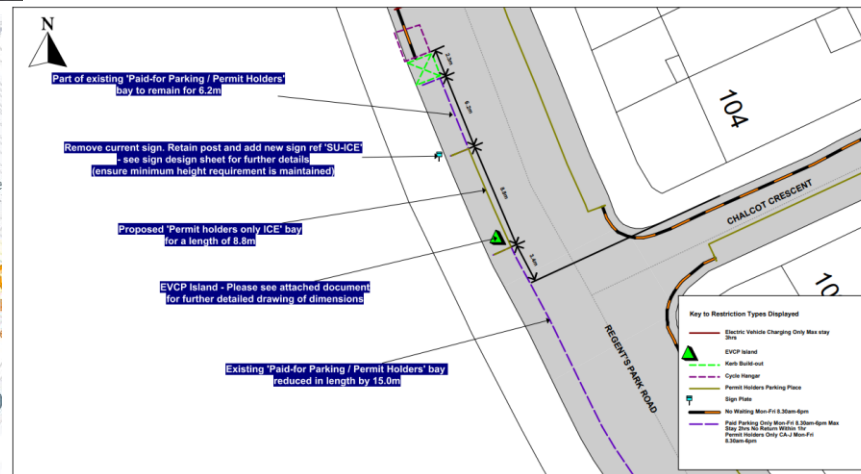 N
Part of existing 'Paid-for Parking / Permit Holders'
bay to remain for 6.2m
Remove current sign. Retain post and add new sign ref 'SU-ICE'
- see sign design sheet for further details
(ensure minimum height requirement is maintained)
Proposed 'Permit holders only ICE' bay
for a length of 8.8m
EVCP Island - Please see attached document
for further detailed drawing of dimensions
Existing 'Paid-for Parking / Permit Holders' bay
reduced in length by 15.0m
6.2m
8.8m
3.4m
104
CHALCOT CRESCENT
REGENT'S PARK ROAD
Key to Restriction Types Displayed
Electric Vehicle Charging Only Max stay
3hrs
EVCP Island
Kerb Build-out
Cycle Hangar
Permit Holders Parking Place
Sign Plate
No Waiting Mon-Fri 8.30am-6pm
Paid Parking Only Mon-Fri 8.30am-6pm Max
Stay 2hrs No Return Within 1hr
Permit Holders Only CA-J Mon-Fri
8.30am-6pm